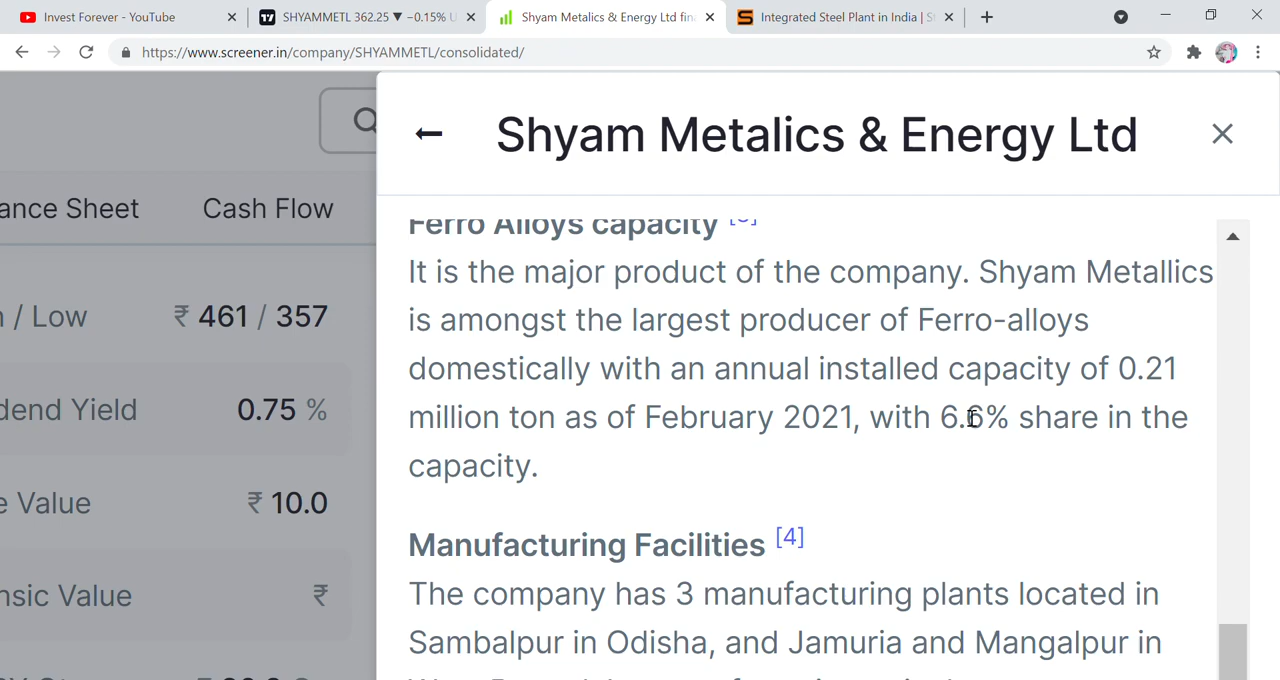 Invest Forever - YouTube
SHYAMMETL 362.25 ▼ −0.15% U
Shyam Metalics & Energy Ltd fin
Integrated Steel Plant in India | S
https://www.screener.in/company/SHYAMMETL/consolidated/
Shyam Metalics & Energy Ltd
ance Sheet
Cash Flow
/ Low ₹ 461 / 357
dend Yield 0.75 %
e Value ₹ 10.0
nsic Value ₹
Ferro Alloys capacity
It is the major product of the company. Shyam Metallics
is amongst the largest producer of Ferro-alloys
domestically with an annual installed capacity of 0.21
million ton as of February 2021, with 6.6% share in the
capacity.
Manufacturing Facilities [4]
The company has 3 manufacturing plants located in
Sambalpur in Odisha, and Jamuria and Mangalpur in